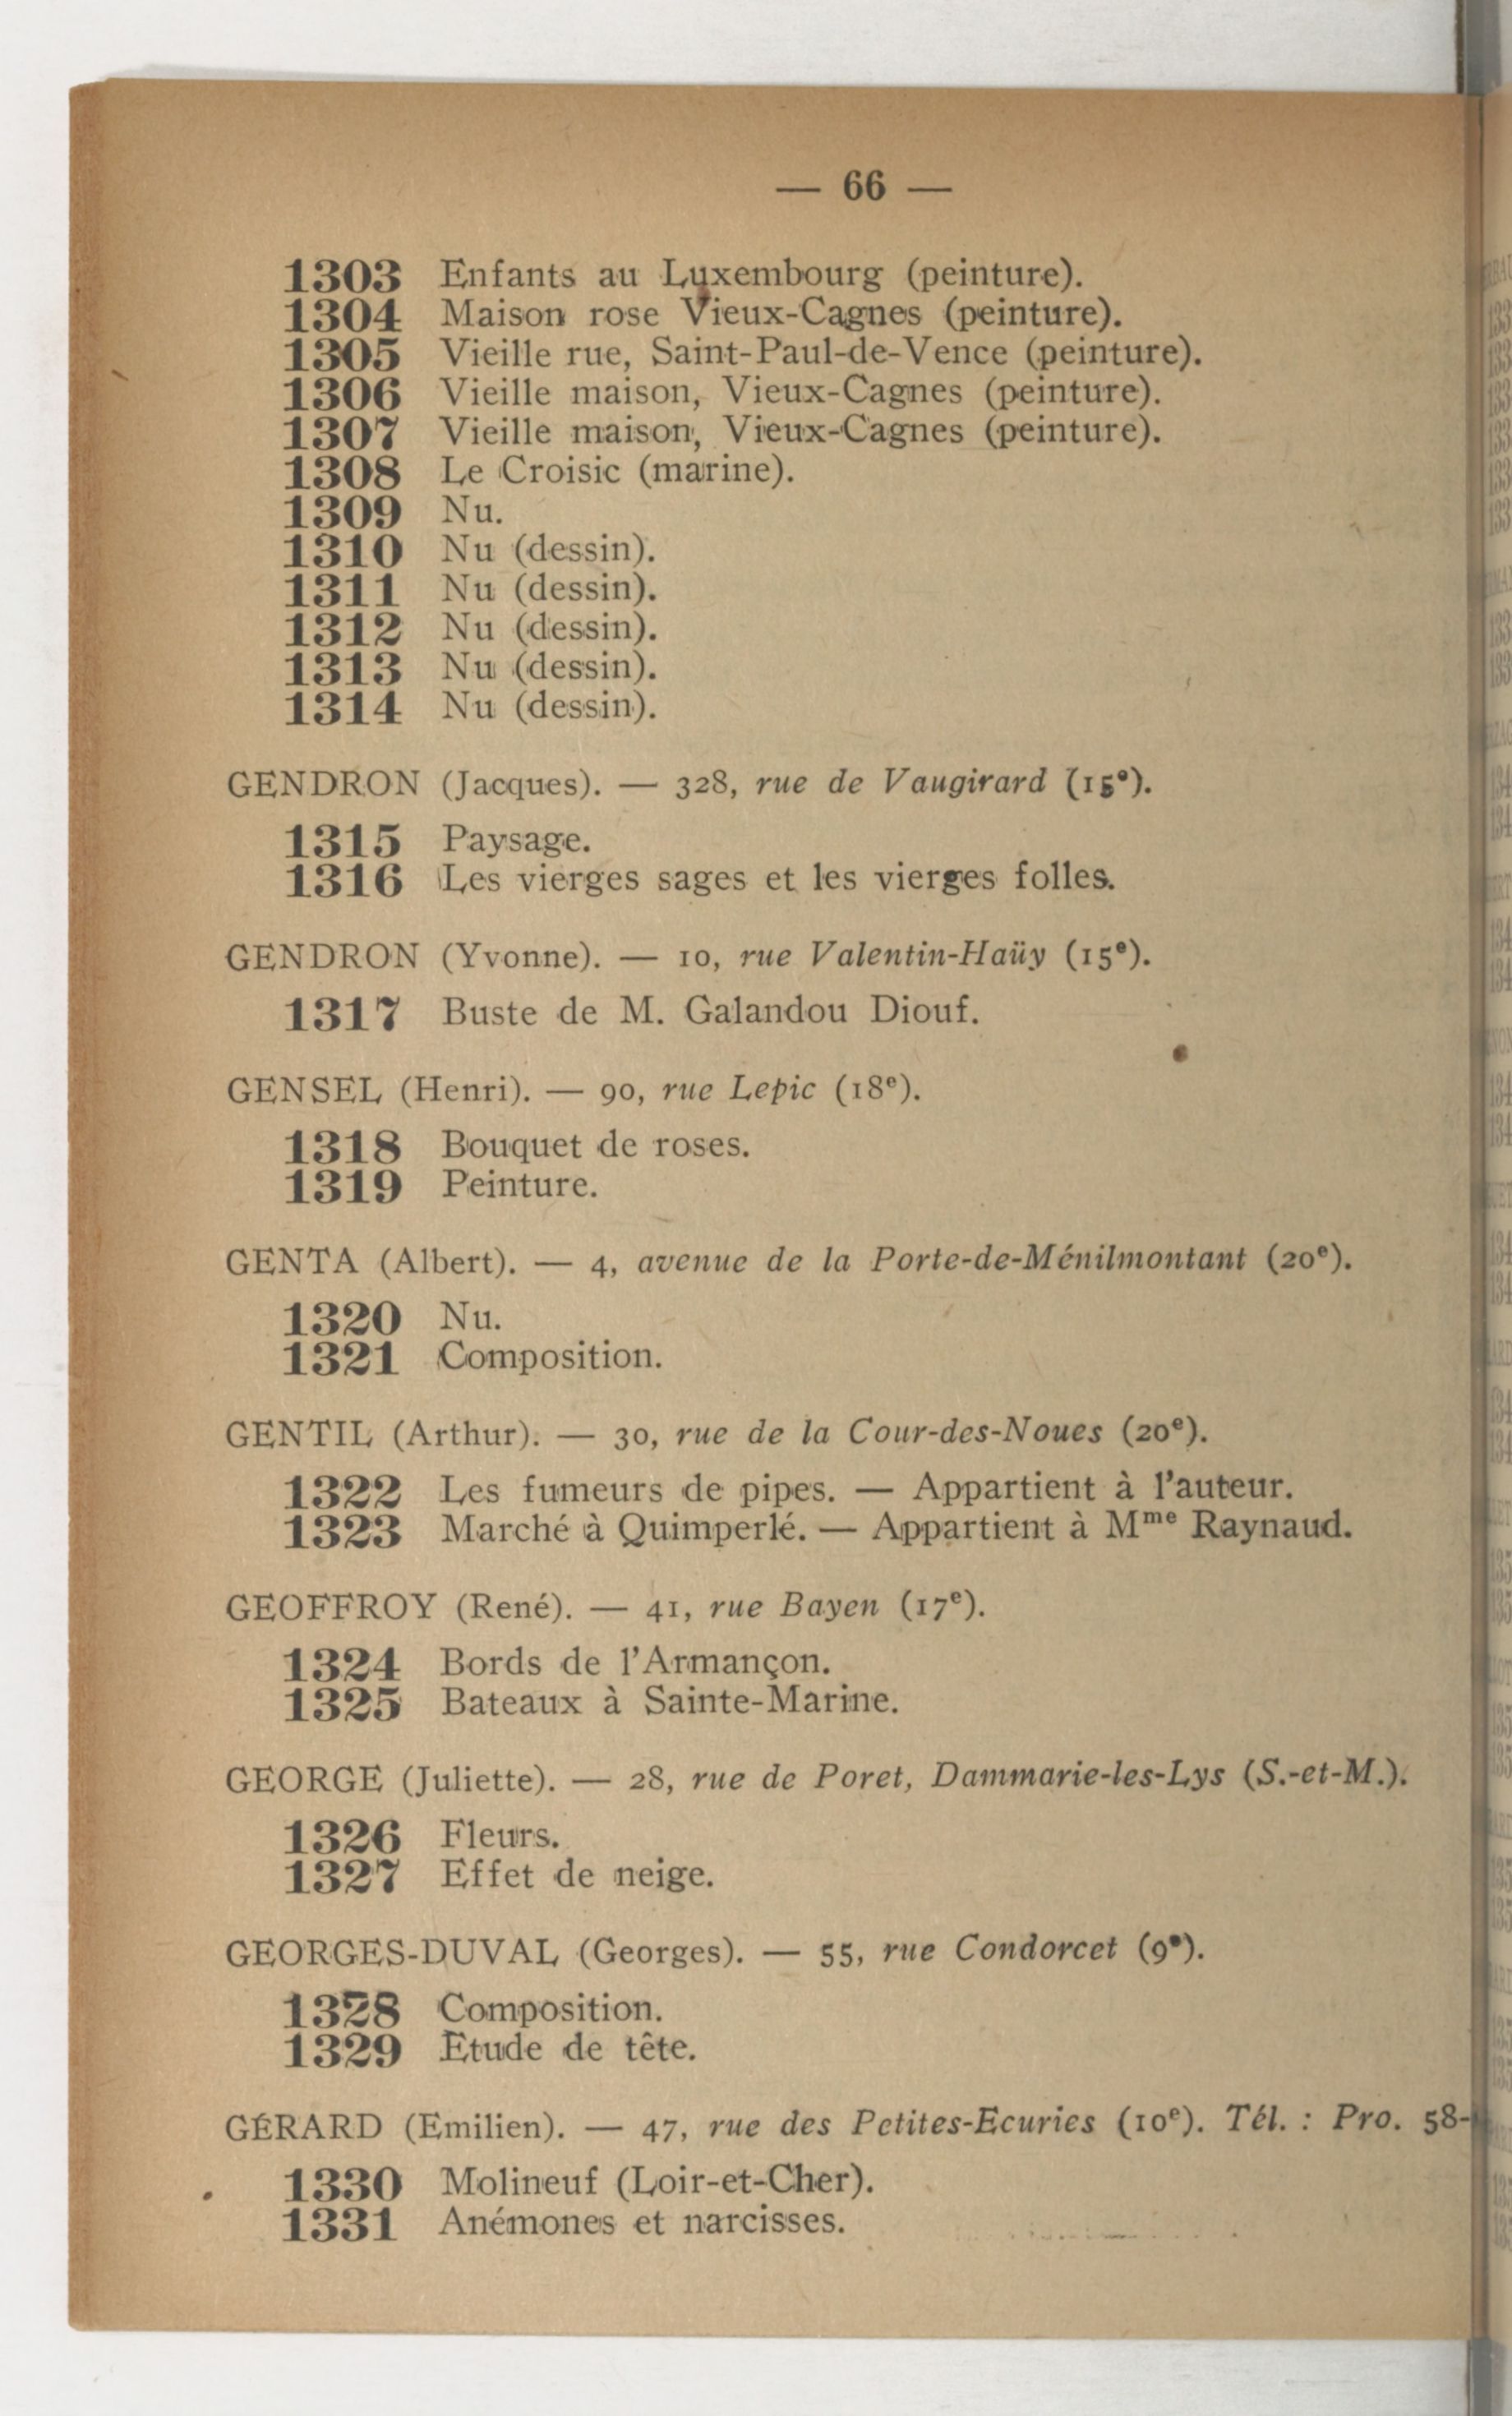 — 66 —
1303 Enfants au Luxembourg (peinture).
1304 Maison rose Vieux-Cagnes (peinture).
1305 Vieille rue, Saint-Paul-de-Vence (peinture).
1306 Vieille maison, Vieux-Cagnes (peinture).
1307 Vieille maison, Vieux-Cagnes (peinture).
1308 Le Croisic (marine).
1309 Nu.
1310 Nu (dessin).
1311 Nu (dessin).
1312 Nu (dessin).
1313 Nu (dessin).
1314 Nu (dessin).
GENDRON (Jacques). — 328, rue de Vaugirard (15e).
1315 Paysage.
1316 Les vierges sages et les vierges folles.
GENDRON (Yvonne). — 10, rue Valentin-Haüy (15e).
1317 Buste de M. Galandou Diouf.
GENSEL (Henri). — 90, rue Lepic (18e).
1318 Bouquet de roses.
1319 Peinture.
GENTA (Albert). — 4, avenue de la Porte-de-Ménilmontant (20e).
1320 Nu.
1321 Composition.
GENTIL (Arthur). — 30, rue de la Cour-des-Noues (20e).
1322 Les fumeurs de pipes. — Appartient à l'auteur.
1323 Marché à Quimperlé. — Appartient à Mme Raynaud.
GEOFFROY (René). — 41, rue Bayen (17e).
1324 Bords de l'Armançon.
1325 Bateaux à Sainte-Marine.
GEORGE (Juliette). — 28, rue de Poret, Dammarie-les-Lys (S.-et-M.).
1326 Fleurs.
1327 Effet de neige.
GEORGES-DUVAL (Georges). — 55, rue Condorcet (9e).
1328 Composition.
1329 Etude de tête.
GÉRARD (Emilien). — 47, rue des Petites-Ecuries (10e). Tél. : Pro. 58-
1330 Molineuf (Loir-et-Cher).
1331 Anémones et narcisses.